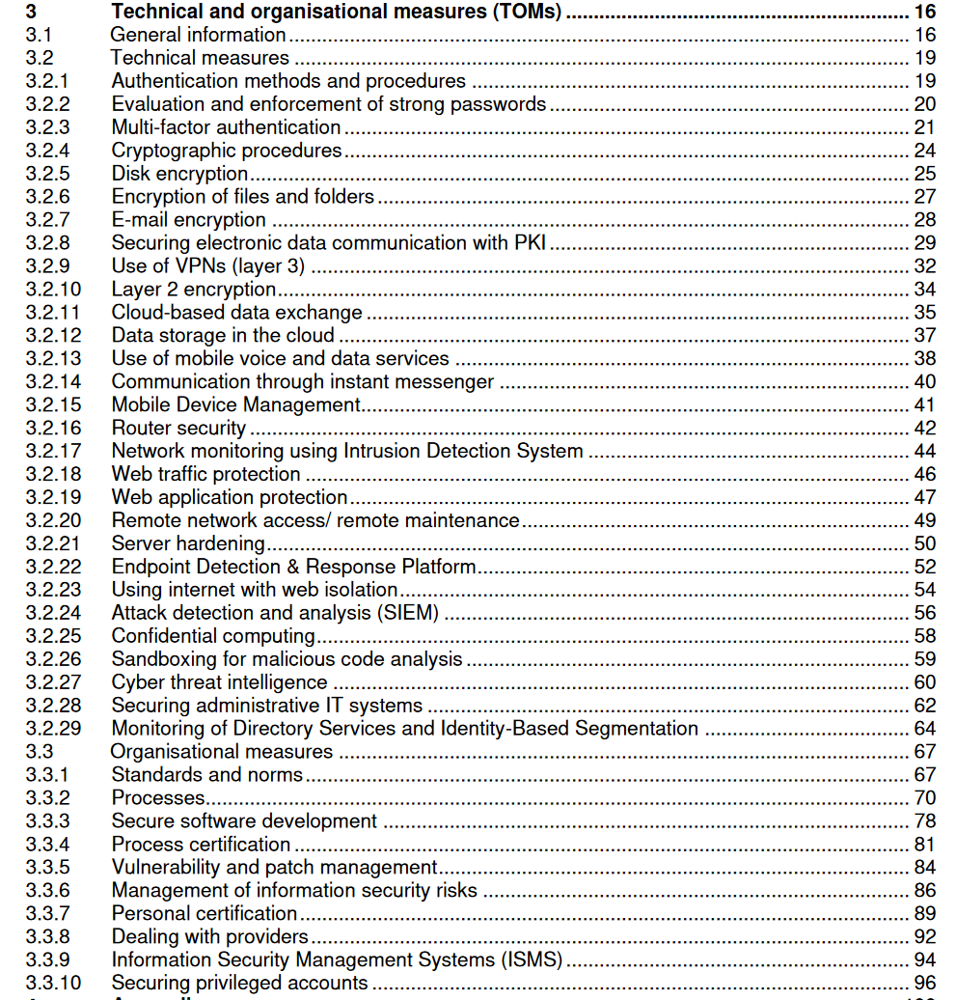 3 Technical and organisational measures (TOMs) ........ 16
3.1 General information ........ 16
3.2 Technical measures ........ 19
3.2.1 Authentication methods and procedures ........ 19
3.2.2 Evaluation and enforcement of strong passwords ........ 20
3.2.3 Multi-factor authentication ........ 21
3.2.4 Cryptographic procedures ........ 24
3.2.5 Disk encryption ........ 25
3.2.6 Encryption of files and folders ........ 27
3.2.7 E-mail encryption ........ 28
3.2.8 Securing electronic data communication with PKI ........ 29
3.2.9 Use of VPNs (layer 3) ........ 32
3.2.10 Layer 2 encryption ........ 34
3.2.11 Cloud-based data exchange ........ 35
3.2.12 Data storage in the cloud ........ 37
3.2.13 Use of mobile voice and data services ........ 38
3.2.14 Communication through instant messenger ........ 40
3.2.15 Mobile Device Management ........ 41
3.2.16 Router security ........ 42
3.2.17 Network monitoring using Intrusion Detection System ........ 44
3.2.18 Web traffic protection ........ 46
3.2.19 Web application protection ........ 47
3.2.20 Remote network access/ remote maintenance ........ 49
3.2.21 Server hardening ........ 50
3.2.22 Endpoint Detection & Response Platform ........ 52
3.2.23 Using internet with web isolation ........ 54
3.2.24 Attack detection and analysis (SIEM) ........ 56
3.2.25 Confidential computing ........ 58
3.2.26 Sandboxing for malicious code analysis ........ 59
3.2.27 Cyber threat intelligence ........ 60
3.2.28 Securing administrative IT systems ........ 62
3.2.29 Monitoring of Directory Services and Identity-Based Segmentation ........ 64
3.3 Organisational measures ........ 67
3.3.1 Standards and norms ........ 67
3.3.2 Processes ........ 70
3.3.3 Secure software development ........ 78
3.3.4 Process certification ........ 81
3.3.5 Vulnerability and patch management ........ 84
3.3.6 Management of information security risks ........ 86
3.3.7 Personal certification ........ 89
3.3.8 Dealing with providers ........ 92
3.3.9 Information Security Management Systems (ISMS) ........ 94
3.3.10 Securing privileged accounts ........ 96